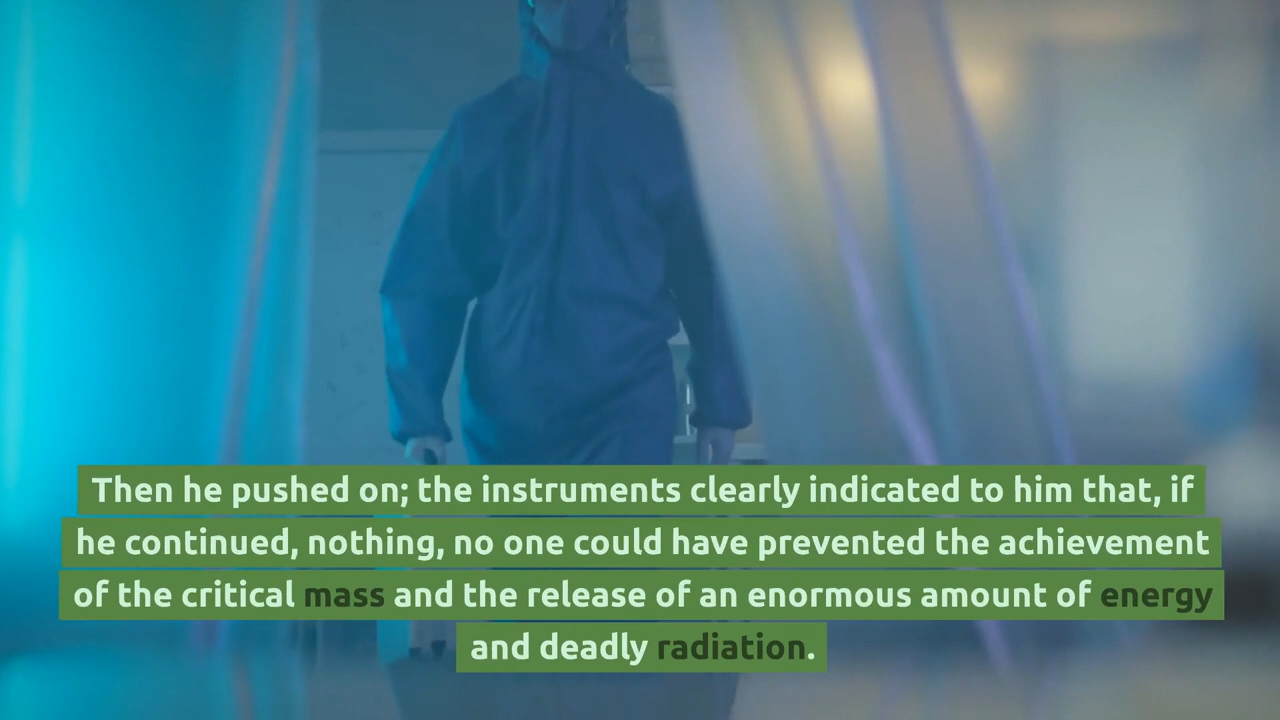 Then he pushed on; the instruments clearly indicated to him that, if
he continued, nothing, no one could have prevented the achievement
of the critical mass and the release of an enormous amount of energy
and deadly radiation.